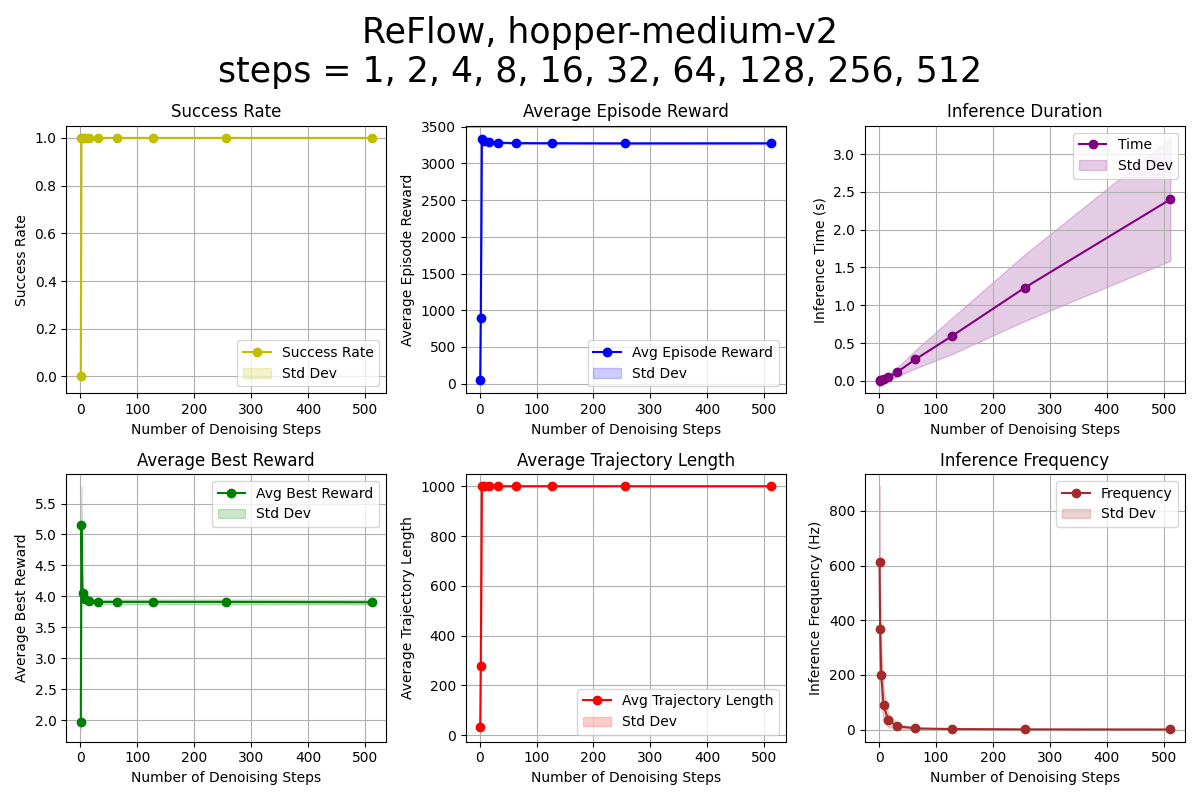 ReFlow, hopper-medium-v2
steps = 1, 2, 4, 8, 16, 32, 64, 128, 256, 512
Success Rate
1.0
0.8
0.6
0.4
0.2
0.0
Success Rate
Success Rate
Std Dev
0 100 200 300 400 500
Number of Denoising Steps
Average Episode Reward
3500
3000
2500
2000
1500
1000
500
0
Average Episode Reward
Avg Episode Reward
Std Dev
0 100 200 300 400 500
Number of Denoising Steps
Inference Duration
3.0
2.5
2.0
1.5
1.0
0.5
0.0
Inference Time (s)
Time
Std Dev
0 100 200 300 400 500
Number of Denoising Steps
Average Best Reward
5.5
5.0
4.5
4.0
3.5
3.0
2.5
2.0
Average Best Reward
Avg Best Reward
Std Dev
0 100 200 300 400 500
Number of Denoising Steps
Average Trajectory Length
1000
800
600
400
200
0
Average Trajectory Length
Avg Trajectory Length
Std Dev
0 100 200 300 400 500
Number of Denoising Steps
Inference Frequency
800
600
400
200
0
Inference Frequency (Hz)
Frequency
Std Dev
0 100 200 300 400 500
Number of Denoising Steps